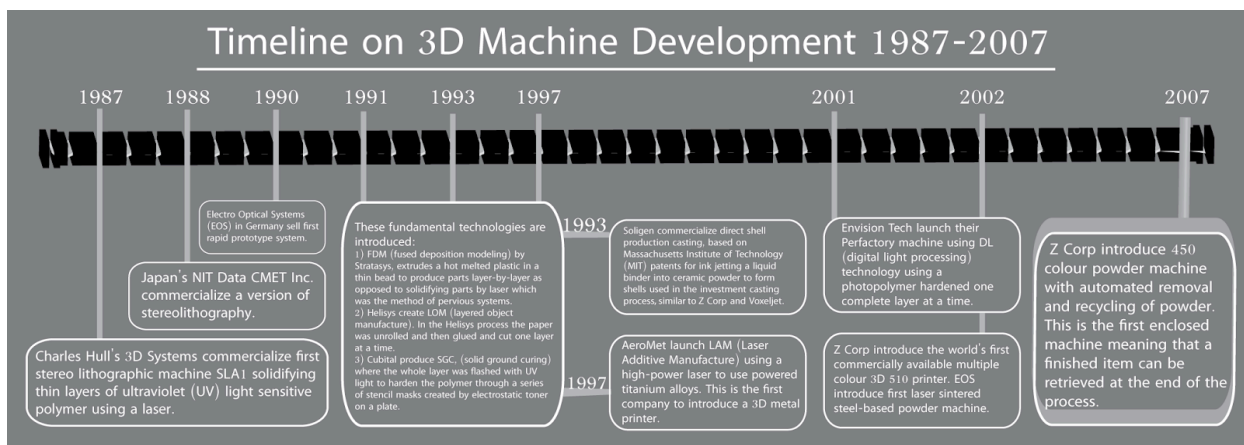 Timeline on 3D Machine Development 1987-2007
1987
1988
1990
1991
1993
1997
2001
2002
2007
Electro Optical Systems
(EOS) in Germany sell first
rapid prototype system.
Japan's NIT Data CMET Inc.
commercialize a version of
stereolithography.
Charles Hull's 3D Systems commercialize first
stereo lithographic machine SLA1 solidifying
thin layers of ultraviolet (UV) light sensitive
polymer using a laser.
These fundamental technologies are
introduced:
1) FDM (fused deposition modeling) by
Stratasys, extrudes a hot melted plastic in a
thin bead to produce parts layer-by-layer as
opposed to solidifying parts by laser which
was the method of pervious systems.
2) Helisys create LOM (layered object
manufacture). In the Helisys process the paper
was unrolled and then glued and cut one layer
at a time.
3) Cubital produce SGC, (solid ground curing)
where the whole layer was flashed with UV
light to harden the polymer through a series
of stencil masks created by electrostatic toner
on a plate.
1993
Soligen commercialize direct shell
production casting, based on
Massachusetts Institute of Technology
(MIT) patents for ink jetting a liquid
binder into ceramic powder to form
shells used in the investment casting
process, similar to Z Corp and Voxeljet.
1997
AeroMet launch LAM (Laser
Additive Manufacture) using a
high-power laser to use powered
titanium alloys. This is the first
company to introduce a 3D metal
printer.
Envision Tech launch their
Perfactory machine using DL
(digital light processing)
technology using a
photopolymer hardened one
complete layer at a time.
Z Corp introduce the world's first
commercially available multiple
colour 3D 510 printer. EOS
introduce first laser sintered
steel-based powder machine.
Z Corp introduce 450
colour powder machine
with automated removal
and recycling of powder.
This is the first enclosed
machine meaning that a
finished item can be
retrieved at the end of the
process.